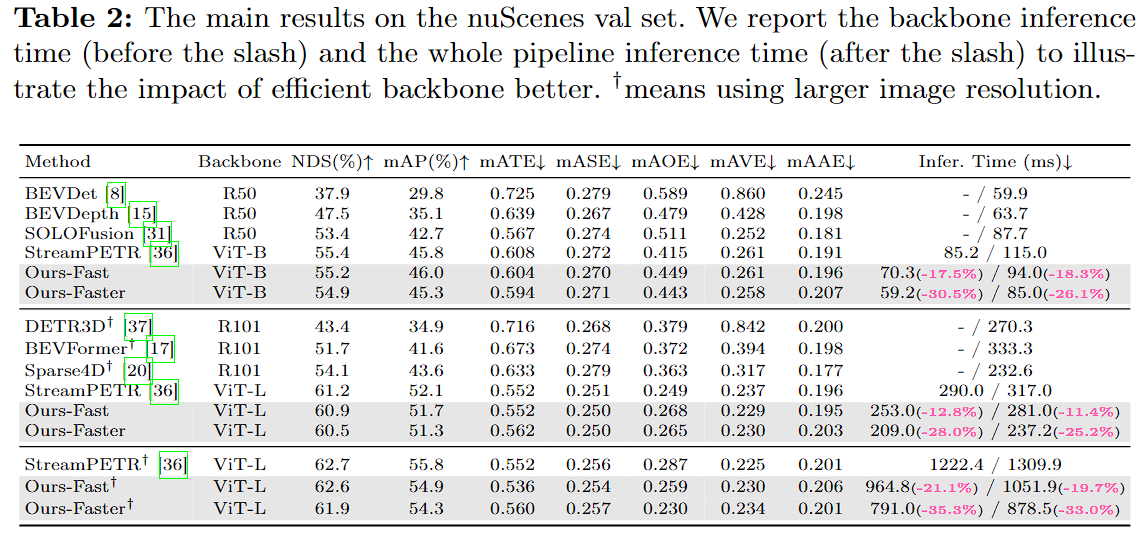 Table 2: The main results on the nuScenes val set. We report the backbone inference
time (before the slash) and the whole pipeline inference time (after the slash) to illus-
trate the impact of efficient backbone better. †means using larger image resolution.
Method Backbone NDS(%)↑ mAP(%)↑ mATE↓ mASE↓ mAOE↓ mAVE↓ mAAE↓ Infer. Time (ms)↓
BEVDet [8] R50 37.9 29.8 0.725 0.279 0.589 0.860 0.245 - / 59.9
BEVDepth [15] R50 47.5 35.1 0.639 0.267 0.479 0.428 0.198 - / 63.7
SOLOFusion [31] R50 53.4 42.7 0.567 0.274 0.511 0.252 0.181 - / 87.7
StreamPETR [36] ViT-B 55.4 45.8 0.608 0.272 0.415 0.261 0.191 85.2 / 115.0
Ours-Fast ViT-B 55.2 46.0 0.604 0.270 0.449 0.261 0.196 70.3(-17.5%) / 94.0(-18.3%)
Ours-Faster ViT-B 54.9 45.3 0.594 0.271 0.443 0.258 0.207 59.2(-30.5%) / 85.0(-26.1%)
DETR3D† [37] R101 43.4 34.9 0.716 0.268 0.379 0.842 0.200 - / 270.3
BEVFormer† [17] R101 51.7 41.6 0.673 0.274 0.372 0.394 0.198 - / 333.3
Sparse4D† [20] R101 54.1 43.6 0.633 0.279 0.363 0.317 0.177 - / 232.6
StreamPETR [36] ViT-L 61.2 52.1 0.552 0.251 0.249 0.237 0.196 290.0 / 317.0
Ours-Fast ViT-L 60.9 51.7 0.552 0.250 0.268 0.229 0.195 253.0(-12.8%) / 281.0(-11.4%)
Ours-Faster ViT-L 60.5 51.3 0.562 0.250 0.265 0.230 0.203 209.0(-28.0%) / 237.2(-25.2%)
StreamPETR† [36] ViT-L 62.7 55.8 0.552 0.256 0.287 0.225 0.201 1222.4 / 1309.9
Ours-Fast† ViT-L 62.6 54.9 0.536 0.254 0.259 0.230 0.206 964.8(-21.1%) / 1051.9(-19.7%)
Ours-Faster† ViT-L 61.9 54.3 0.560 0.257 0.230 0.234 0.201 791.0(-35.3%) / 878.5(-33.0%)